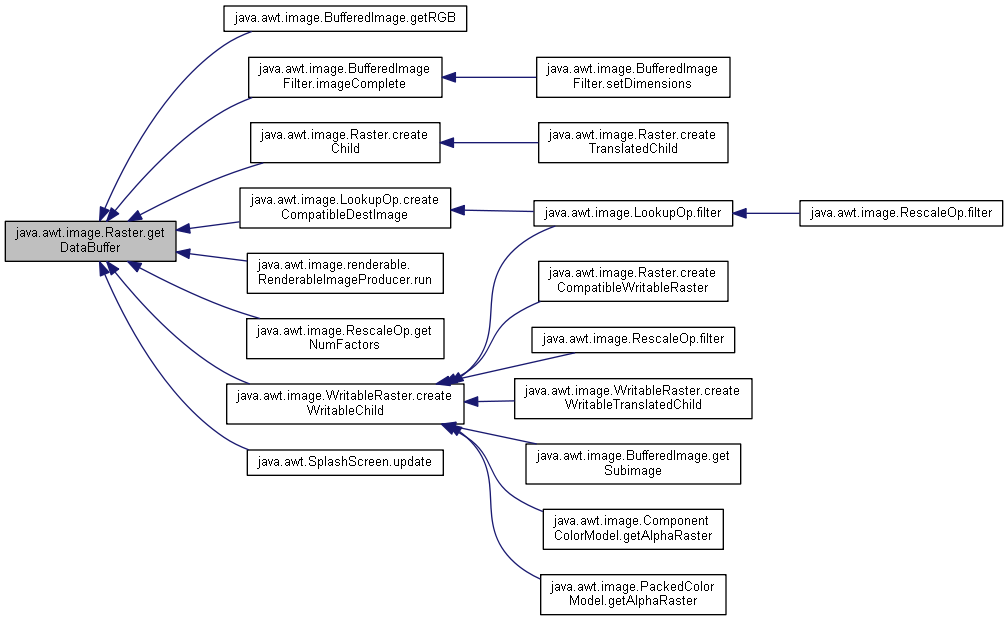 java.awt.image.BufferedImage.getRGB
java.awt.image.BufferedImage
Filter.imageComplete
java.awt.image.BufferedImage
Filter.setDimensions
java.awt.image.Raster.create
Child
java.awt.image.Raster.create
TranslatedChild
java.awt.image.LookupOp.create
CompatibleDestImage
java.awt.image.LookupOp.filter
java.awt.image.RescaleOp.filter
java.awt.image.Raster.get
DataBuffer
java.awt.image.renderable.
RenderableImageProducer.run
java.awt.image.Raster.create
CompatibleWritableRaster
java.awt.image.RescaleOp.get
NumFactors
java.awt.image.RescaleOp.filter
java.awt.image.WritableRaster.create
WritableChild
java.awt.image.WritableRaster.create
WritableTranslatedChild
java.awt.SplashScreen.update
java.awt.image.BufferedImage.get
Subimage
java.awt.image.Component
ColorModel.getAlphaRaster
java.awt.image.PackedColor
Model.getAlphaRaster